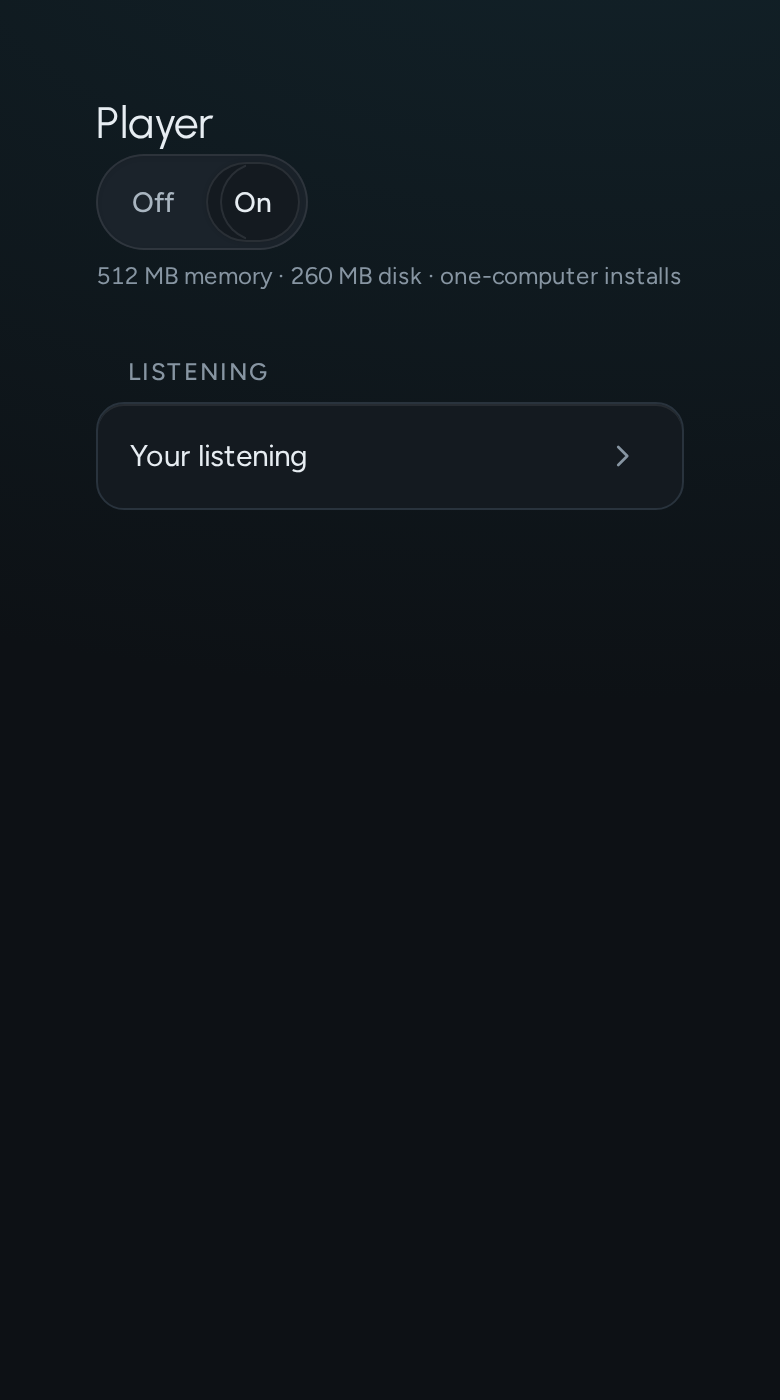 Player
Off On
512 MB memory · 260 MB disk · one-computer installs
LISTENING
Your listening